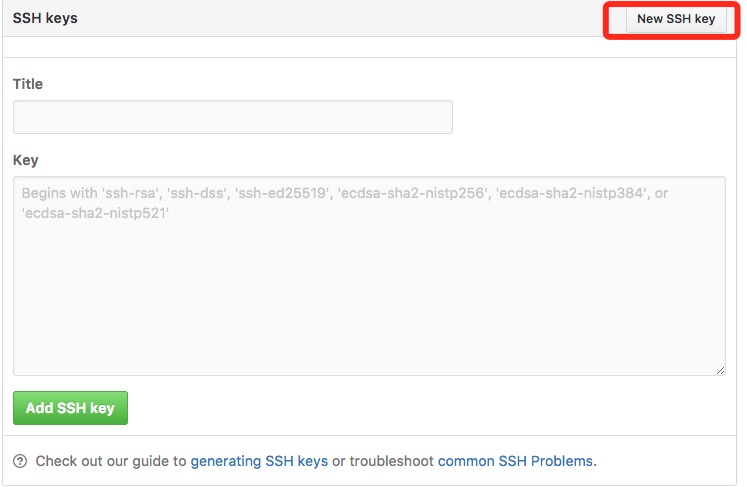 SSH keys
New SSH key
Title
Key
Begins with 'ssh-rsa', 'ssh-dss', 'ssh-ed25519', 'ecdsa-sha2-nistp256', 'ecdsa-sha2-nistp384', or
'ecdsa-sha2-nistp521'
Add SSH key
Check out our guide to generating SSH keys or troubleshoot common SSH Problems.